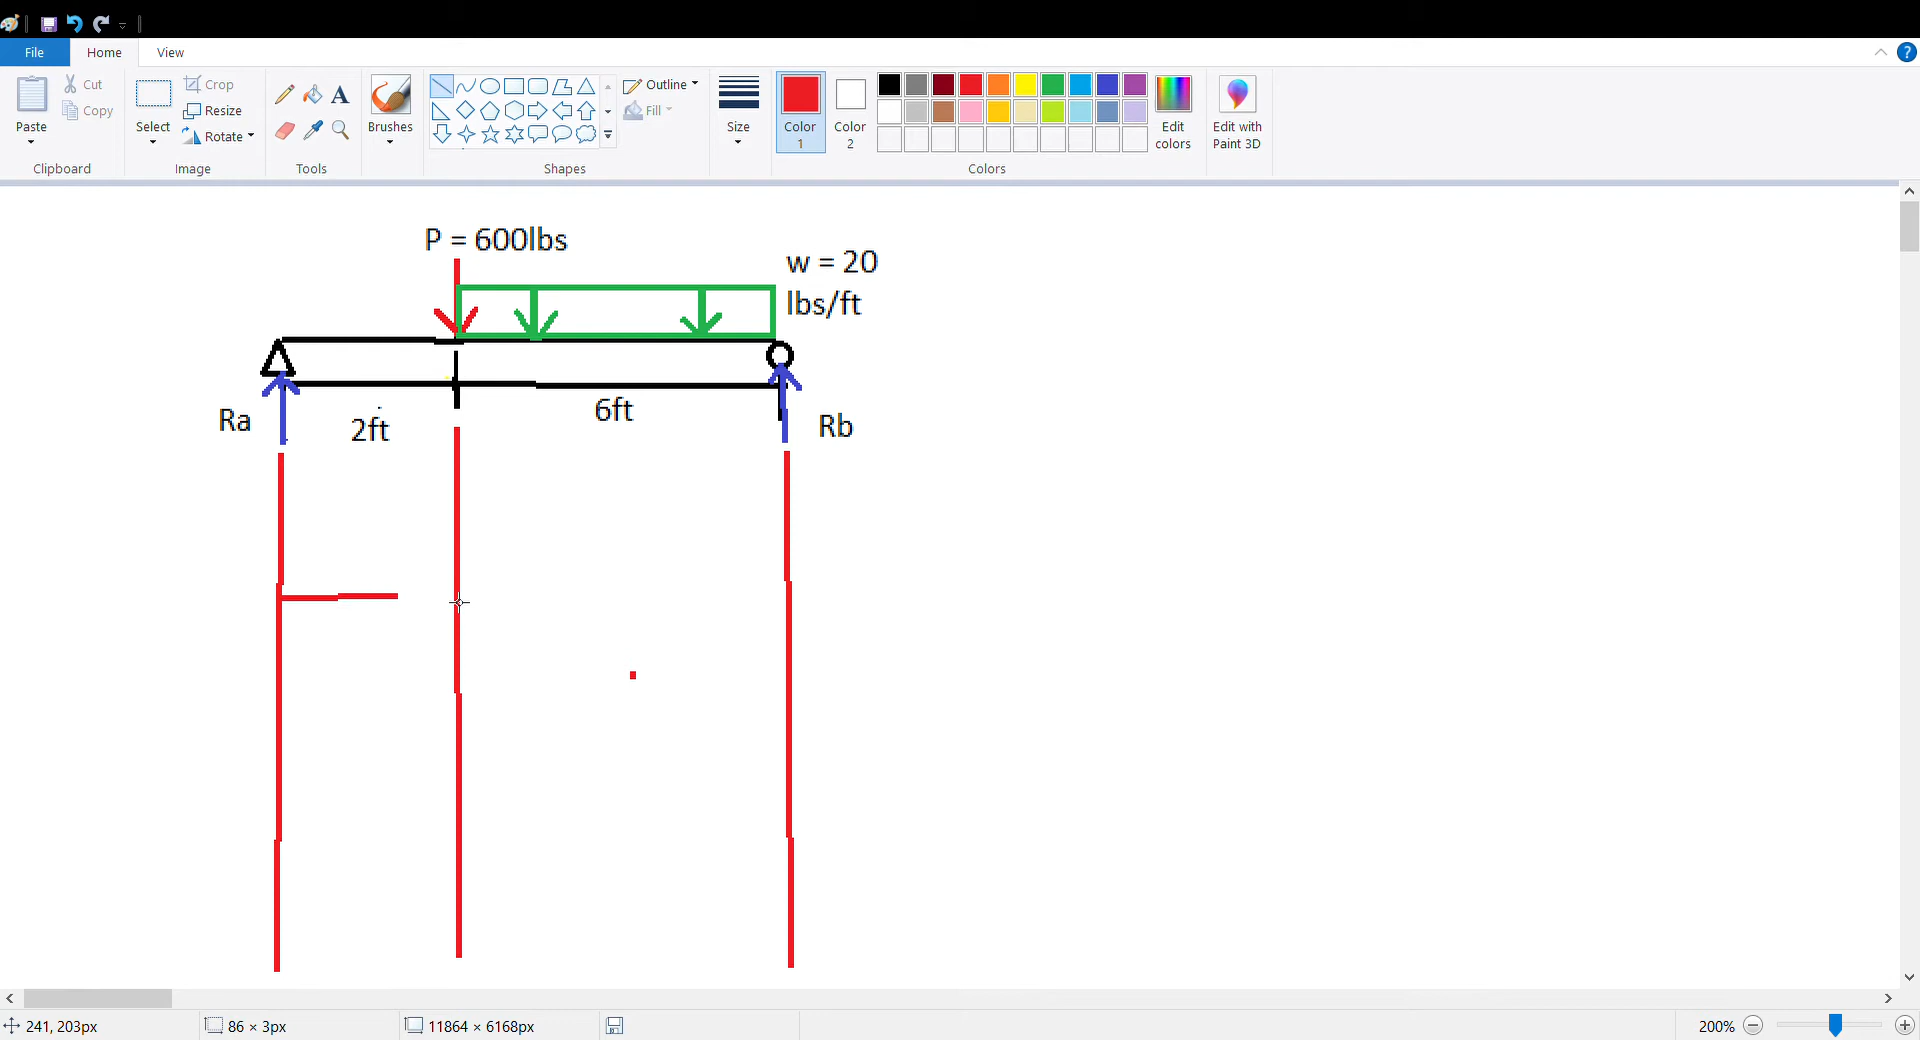 File Home View
Paste
Cut
Copy
Clipboard
Select
Crop
Resize
Rotate
Image
A
Tools
Brushes
Outline
Fill
Shapes
Size
Color 1
Color 2
Edit colors
Colors
Edit with Paint 3D
?
P = 600lbs
w = 20
lbs/ft
Ra
2ft
6ft
Rb
241, 203px
86 × 3px
11864 × 6168px
200%